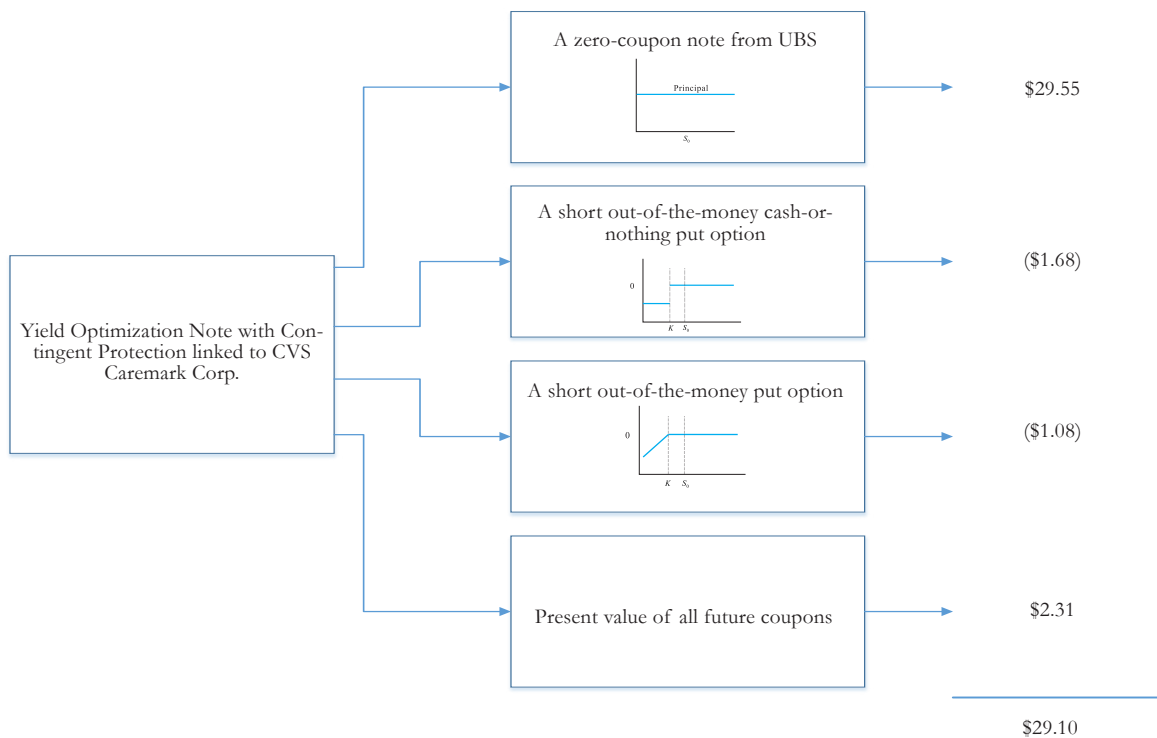 A zero-coupon note from UBS
Principal
S₀
$29.55
A short out-of-the-money cash-or-
nothing put option
0
K S₀
($1.68)
Yield Optimization Note with Con-
tingent Protection linked to CVS
Caremark Corp.
A short out-of-the-money put option
0
K S₀
($1.08)
Present value of all future coupons
$2.31
$29.10